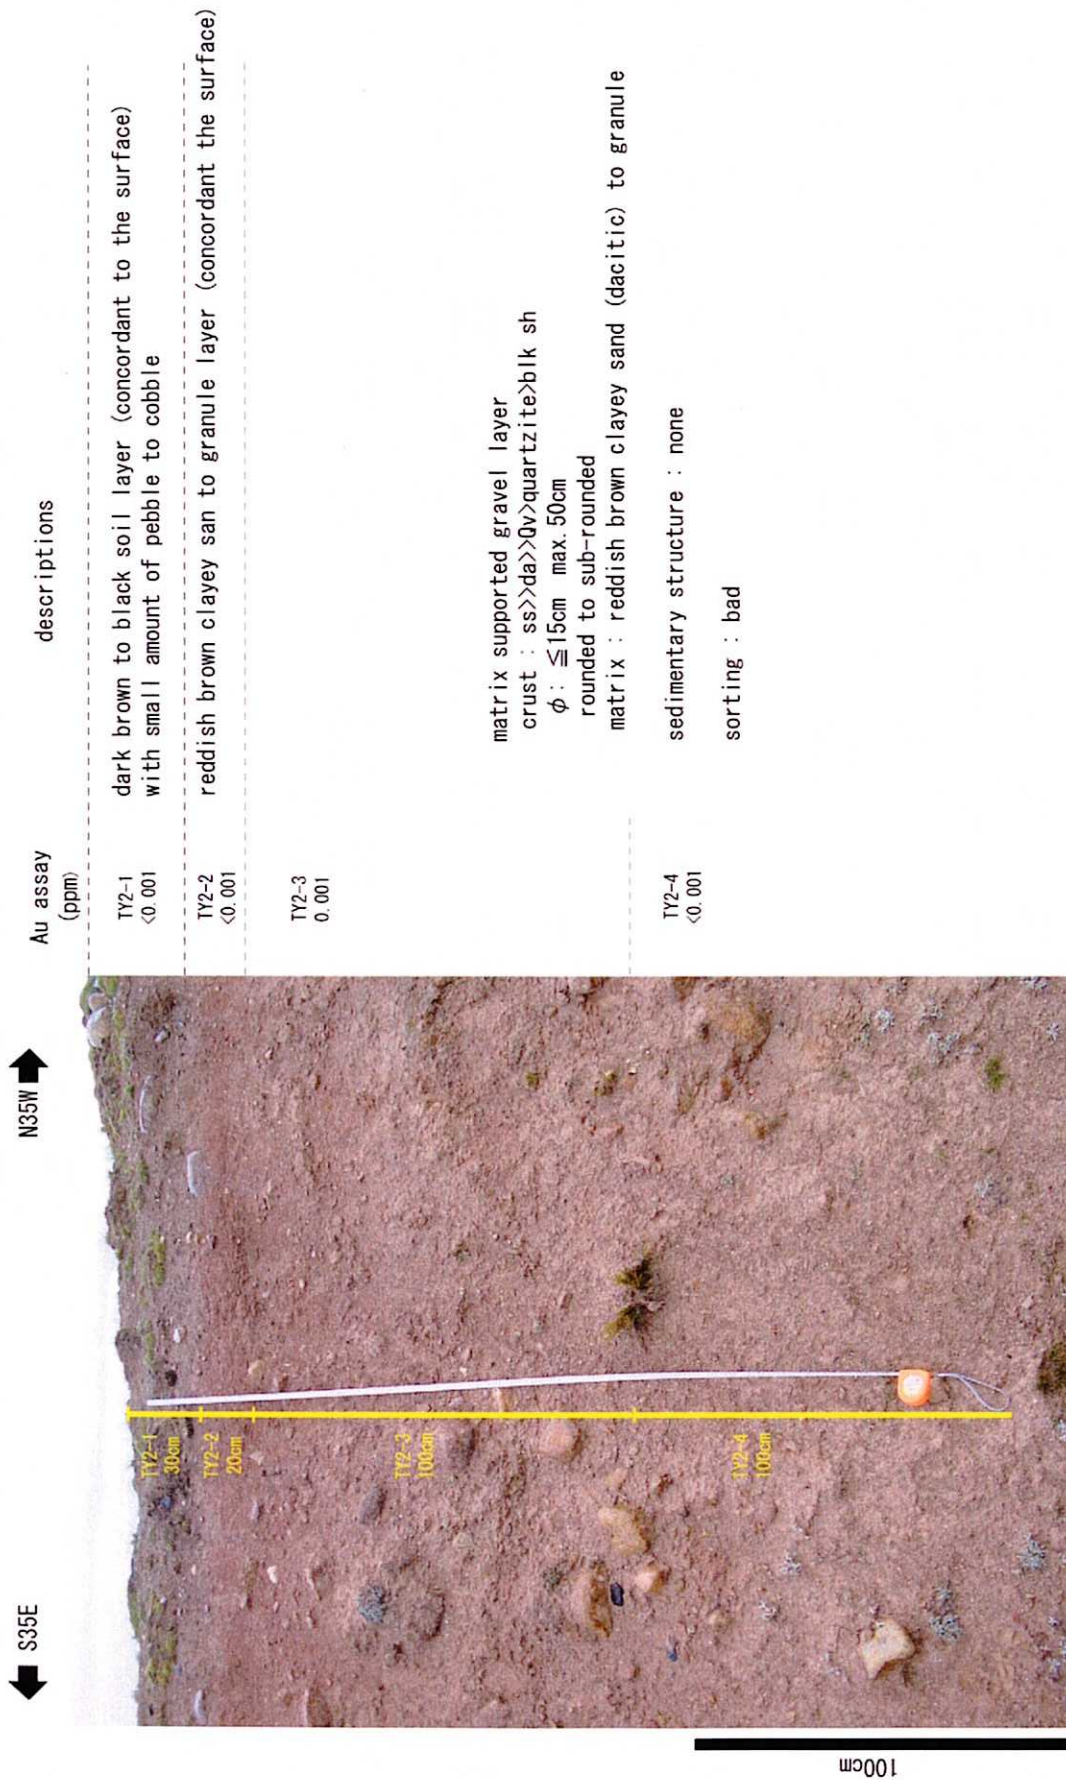 S35E
N35W
Au assay
(ppm)
descriptions
TY2-1
<0.001
dark brown to black soil layer (concordant to the surface)
with small amount of pebble to cobble
TY2-2
<0.001
reddish brown clayey san to granule layer (concordant the surface)
TY2-3
0.001
matrix supported gravel layer
crust : ss>>da>>Qv>quartzite>blk sh
φ : ≦15cm max.50cm
rounded to sub-rounded
matrix : reddish brown clayey sand (dacitic) to granule
TY2-4
<0.001
sedimentary structure : none
sorting : bad
TY2-1
30cm
TY2-2
20cm
TY2-3
100cm
TY2-4
100cm
100cm